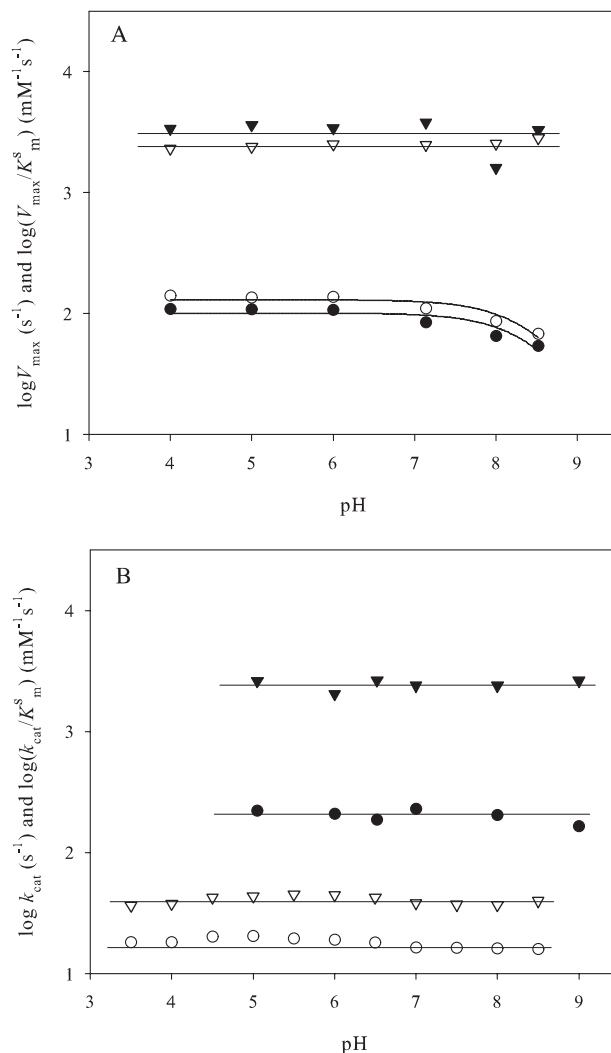 A
4
3
2
1
3 4 5 6 7 8 9
pH
logV_max (s⁻¹) and log(V_max/K^s_m) (mM⁻¹s⁻¹)
B
4
3
2
1
3 4 5 6 7 8 9
pH
log k_cat (s⁻¹) and log(k_cat/K^s_m) (mM⁻¹s⁻¹)